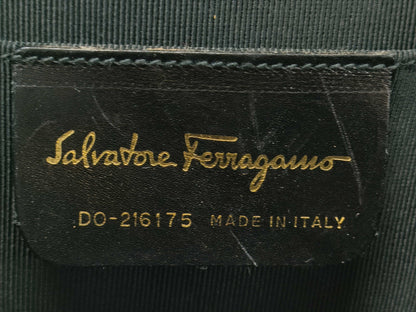 Salvatore Ferragamo
DO-216175 MADE IN ITALY